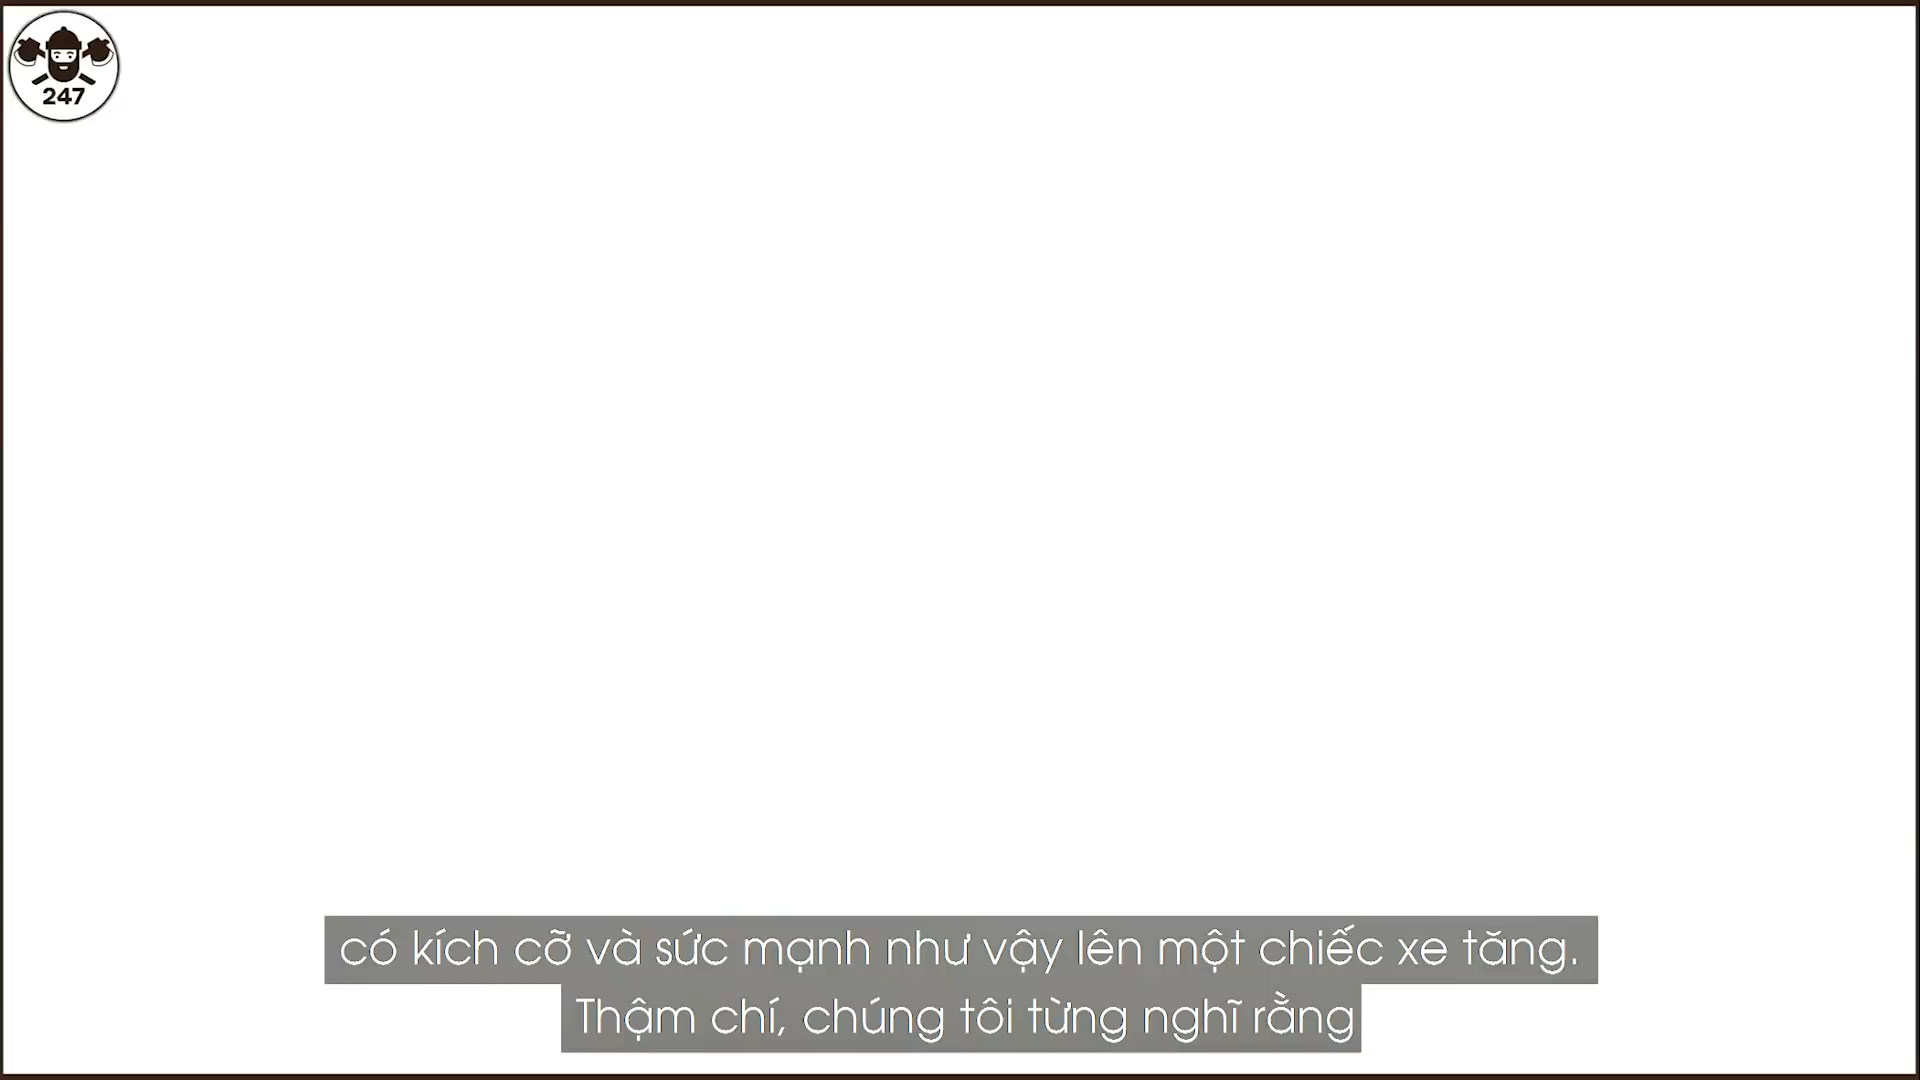 247
có kích cỡ và sức mạnh như vậy lên một chiếc xe tăng.
Thậm chí, chúng tôi từng nghĩ rằng